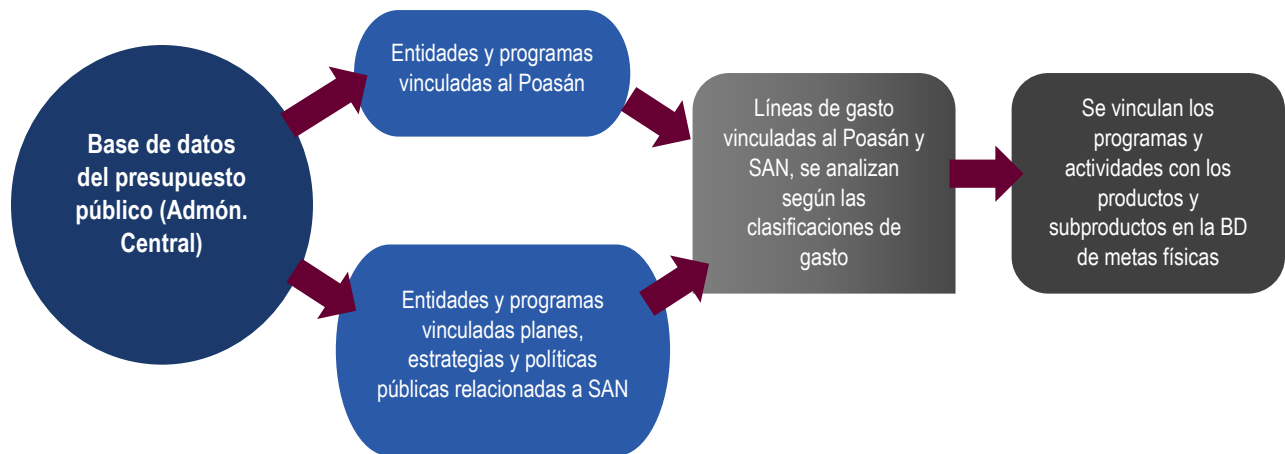 Base de datos
del presupuesto
público (Admón.
Central)
Entidades y programas
vinculadas al Poasán
Entidades y programas
vinculadas planes,
estrategias y políticas
públicas relacionadas a SAN
Líneas de gasto
vinculadas al Poasán y
SAN, se analizan
según las
clasificaciones de
gasto
Se vinculan los
programas y
actividades con los
productos y
subproductos en la BD
de metas físicas